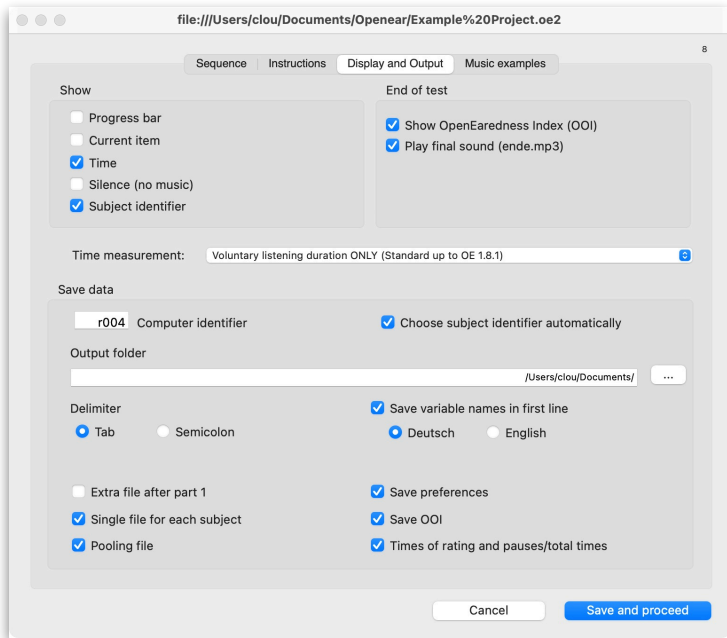 file:///Users/clou/Documents/Openear/Example%20Project.oe2
8
Sequence Instructions Display and Output Music examples
Show
Progress bar
Current item
Time
Silence (no music)
Subject identifier
End of test
Show OpenEaredness Index (OOI)
Play final sound (ende.mp3)
Time measurement: Voluntary listening duration ONLY (Standard up to OE 1.8.1)
Save data
r004 Computer identifier
Choose subject identifier automatically
Output folder
/Users/clou/Documents/ ...
Delimiter
Tab Semicolon
Save variable names in first line
Deutsch English
Extra file after part 1
Single file for each subject
Pooling file
Save preferences
Save OOI
Times of rating and pauses/total times
Cancel Save and proceed